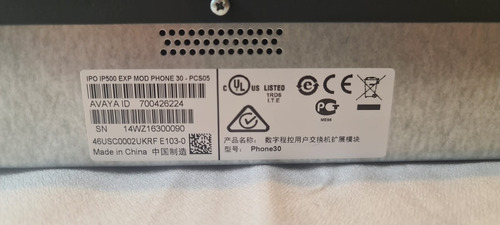 IPO IP500 EXP MOD PHONE 30 - PCS05
AVAYA ID 700426224
SN 14WZ16300090
46USC0002UKRF E103-0
Made in China 中国制造
c UL US LISTED
1RD6
I.T.E
产品名称: 数字程控用户交换机扩展模块
型号: Phone30